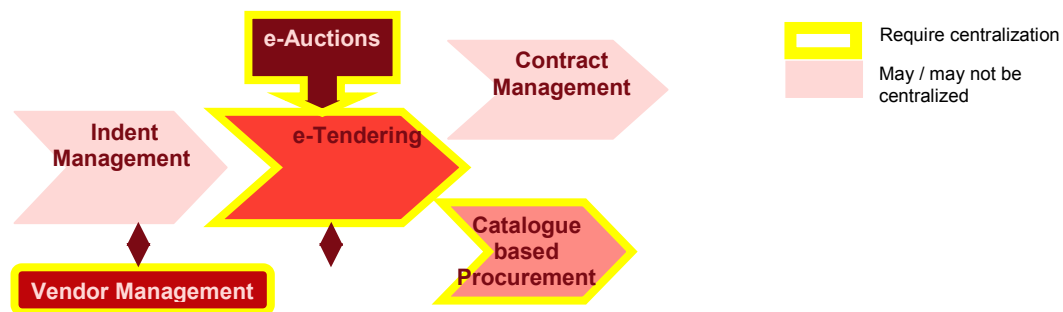 e-Auctions
Contract
Management
Require centralization
May / may not be
centralized
Indent
Management
e-Tendering
Catalogue
based
Procurement
Vendor Management